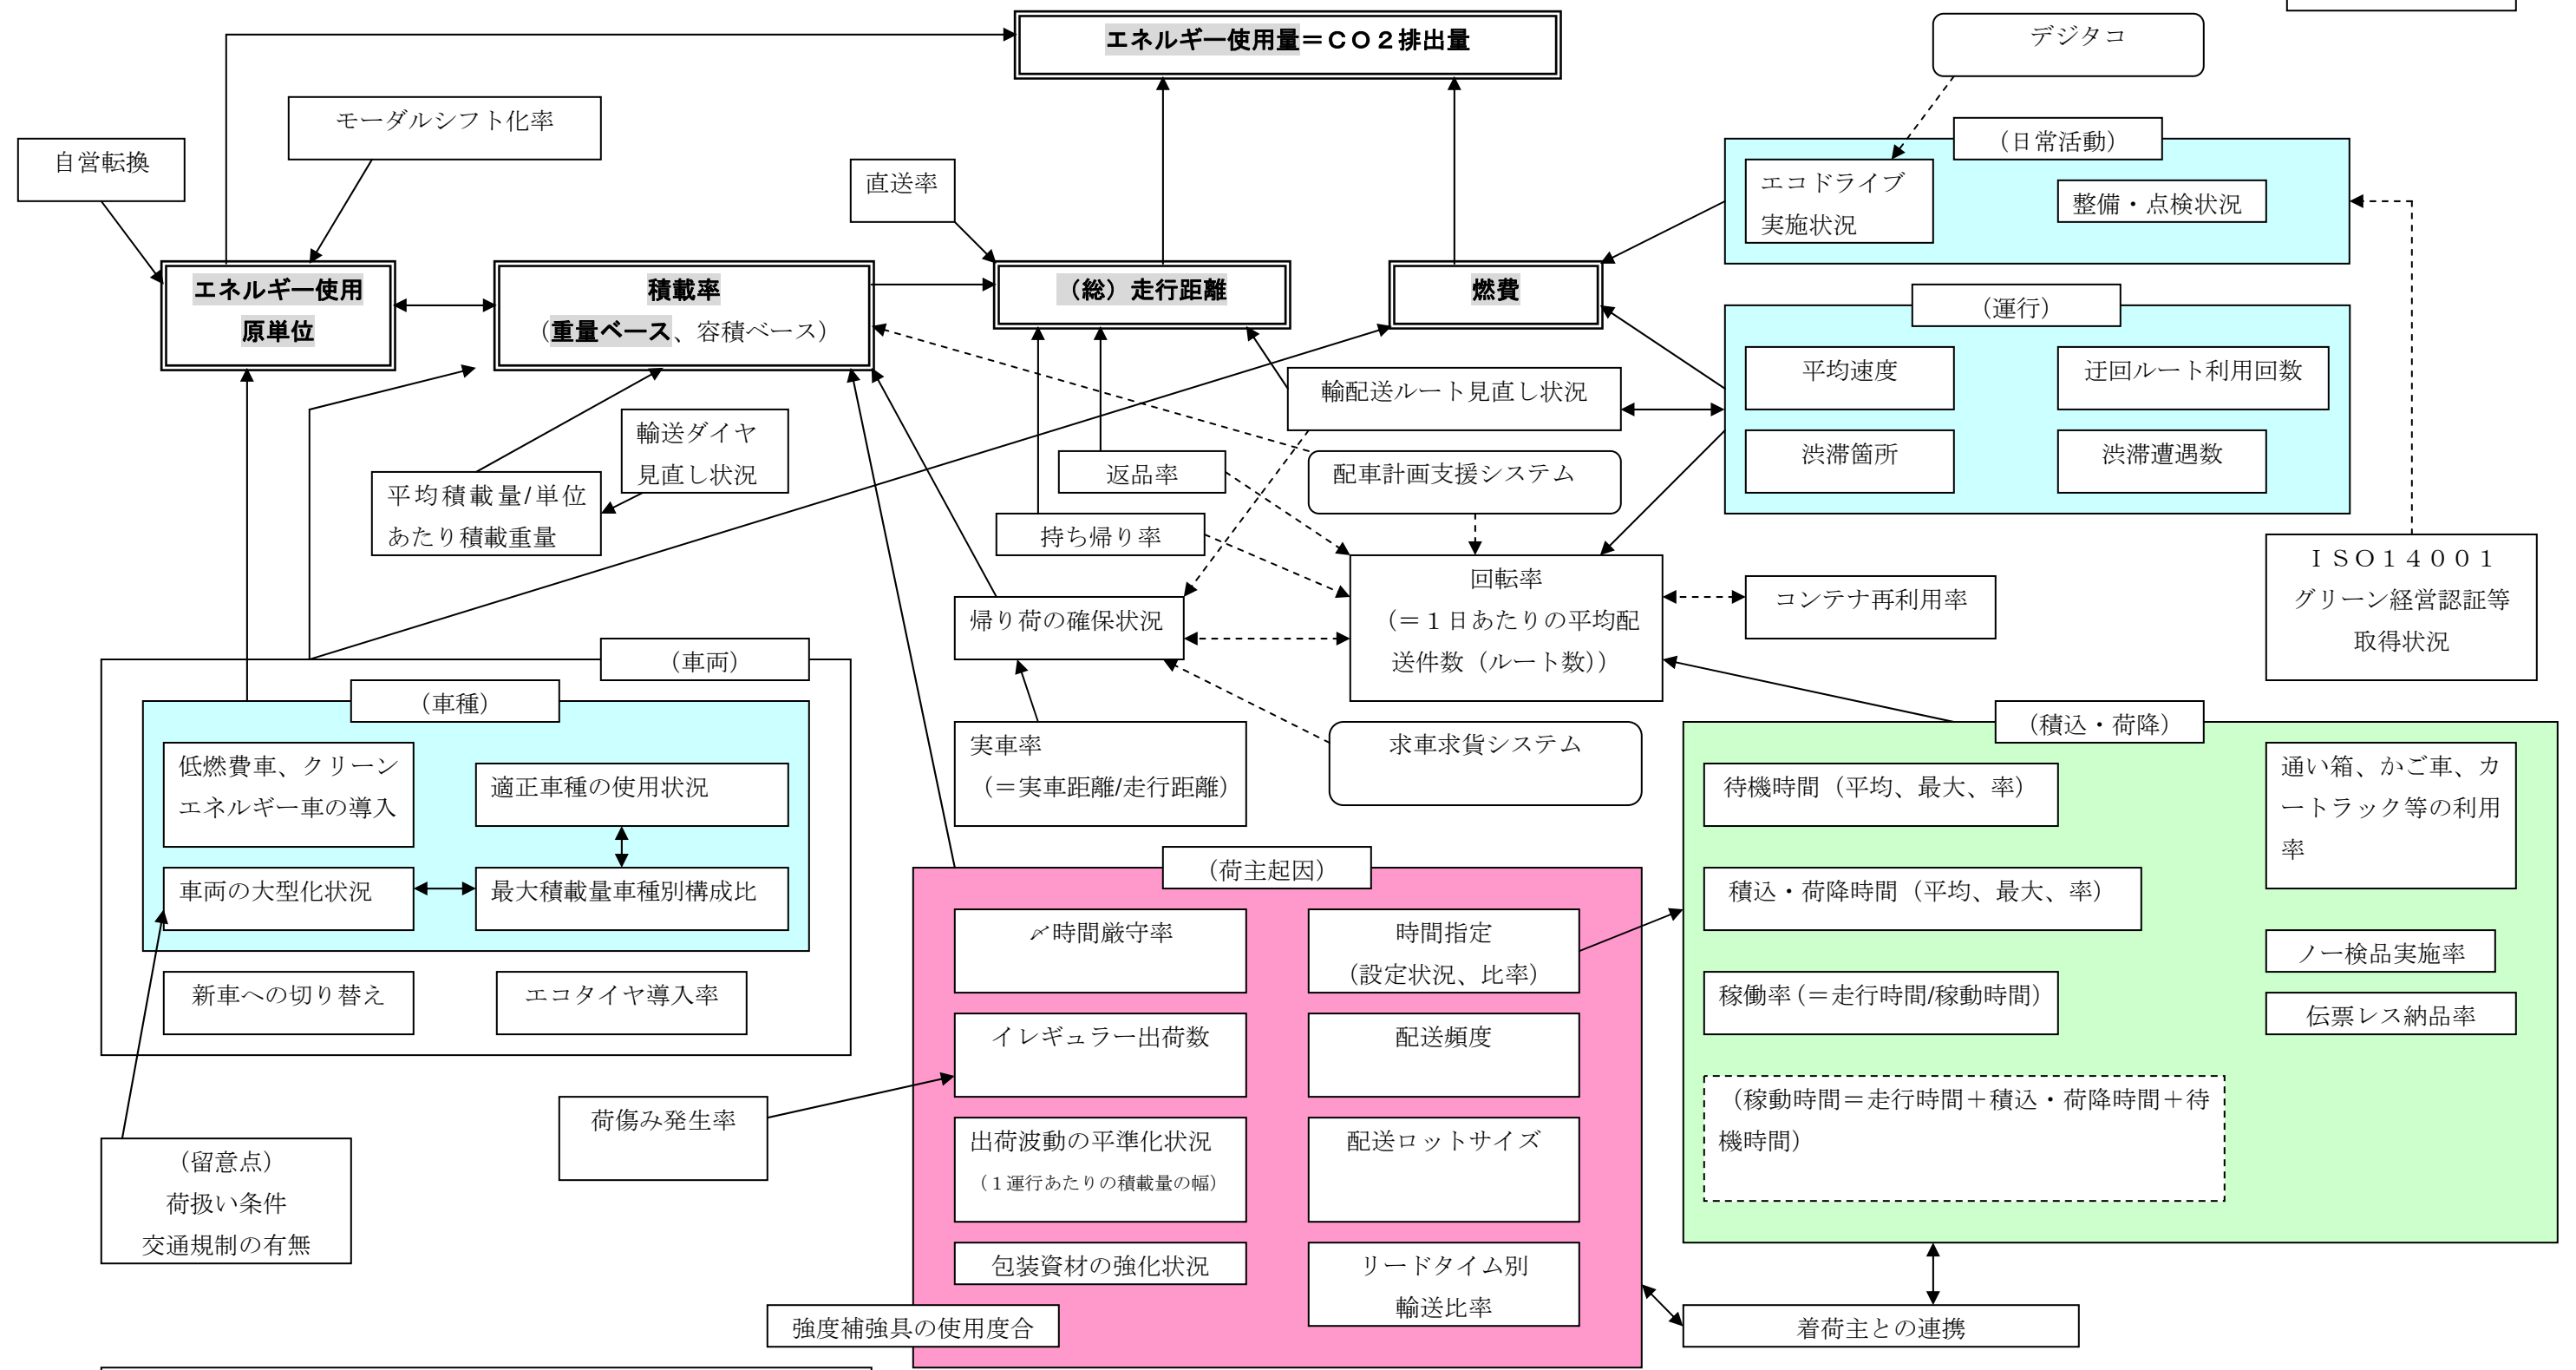 エネルギー使用量＝ＣＯ２排出量
デジタコ
モーダルシフト化率
自営転換
直送率
（日常活動）
エコドライブ
実施状況
整備・点検状況
エネルギー使用
原単位
積載率
（重量ベース、容積ベース）
（総）走行距離
燃費
（運行）
平均速度
迂回ルート利用回数
渋滞箇所
渋滞遭遇数
輸配送ルート見直し状況
輸送ダイヤ
見直し状況
平均積載量/単位
あたり積載重量
返品率
配車計画支援システム
持ち帰り率
回転率
（＝１日あたりの平均配
送件数（ルート数））
コンテナ再利用率
ＩＳＯ１４００１
グリーン経営認証等
取得状況
帰り荷の確保状況
（車両）
（車種）
低燃費車、クリーン
エネルギー車の導入
適正車種の使用状況
車両の大型化状況
最大積載量車種別構成比
新車への切り替え
エコタイヤ導入率
実車率
（＝実車距離/走行距離）
求車求貨システム
（積込・荷降）
待機時間（平均、最大、率）
通い箱、かご車、カ
ートラック等の利用
率
積込・荷降時間（平均、最大、率）
ノー検品実施率
稼働率（＝走行時間/稼動時間）
伝票レス納品率
（稼動時間＝走行時間＋積込・荷降時間＋待
機時間）
（荷主起因）
〆時間厳守率
時間指定
（設定状況、比率）
イレギュラー出荷数
配送頻度
荷傷み発生率
出荷波動の平準化状況
（１運行あたりの積載量の幅）
配送ロットサイズ
包装資材の強化状況
リードタイム別
輸送比率
強度補強具の使用度合
（留意点）
荷扱い条件
交通規制の有無
着荷主との連携